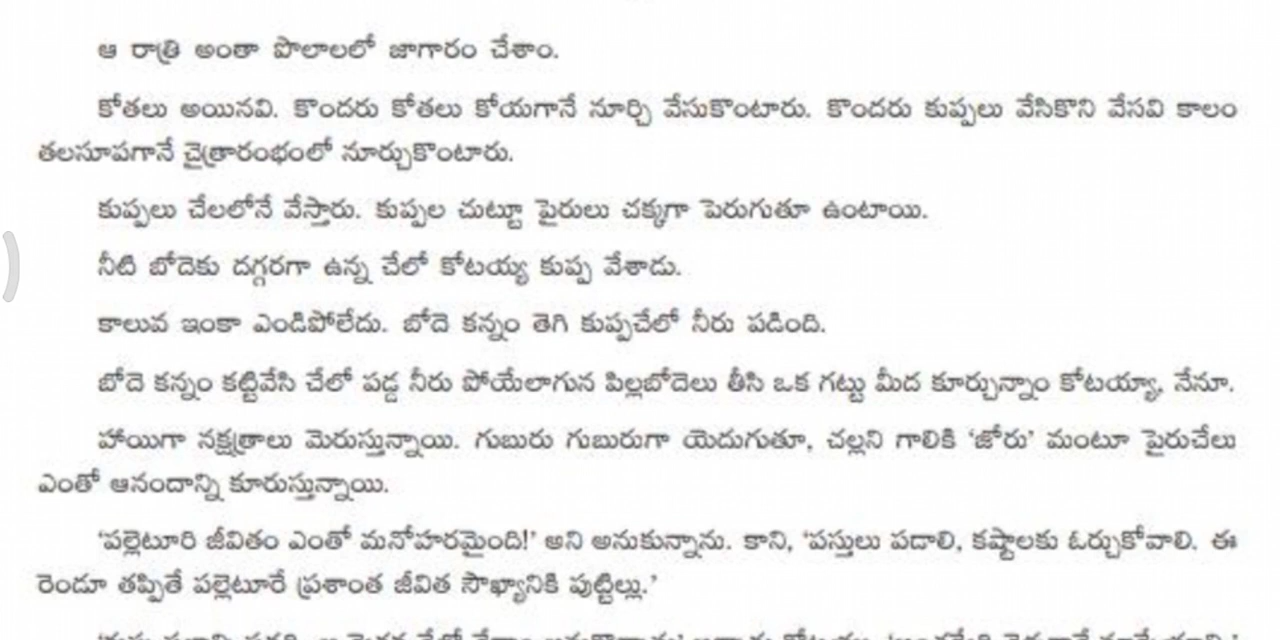 ఆ రాత్రి అంతా పొలాలలో జాగారం చేశాం.
కోతలు అయినవి. కొందరు కోతలు కోయగానే నూర్చి వేసుకొంటారు. కొందరు కుప్పలు వేసికొని వేసవి కాలం
తలసూపగానే చైత్రారంభంలో నూర్చుకొంటారు.
కుప్పలు చేలలోనే వేస్తారు. కుప్పల చుట్టూ పైరులు చక్కగా పెరుగుతూ ఉంటాయి.
నీటి బోదెకు దగ్గరగా ఉన్న చేలో కోటయ్య కుప్ప వేశాడు.
కాలువ ఇంకా ఎండిపోలేదు. బోదె కన్నం తెగి కుప్పచేలో నీరు పడింది.
బోదె కన్నం కట్టివేసి చేలో పడ్డ నీరు పోయేలాగున పిల్లబోదెలు తీసి ఒక గట్టు మీద కూర్చున్నాం కోటయ్యా, నేనూ.
హాయిగా నక్షత్రాలు మెరుస్తున్నాయి. గుబురు గుబురుగా యెదుగుతూ, చల్లని గాలికి ‘జోరు’ మంటూ పైరుచేలు
ఎంతో ఆనందాన్ని కూరుస్తున్నాయి.
‘పల్లెటూరి జీవితం ఎంతో మనోహరమైంది!’ అని అనుకున్నాను. కాని, ‘పస్తులు పడాలి, కష్టాలకు ఓర్చుకోవాలి. ఈ
రెండూ తప్పితే పల్లెటూరే ప్రశాంత జీవిత సౌఖ్యానికి పుట్టిల్లు.’